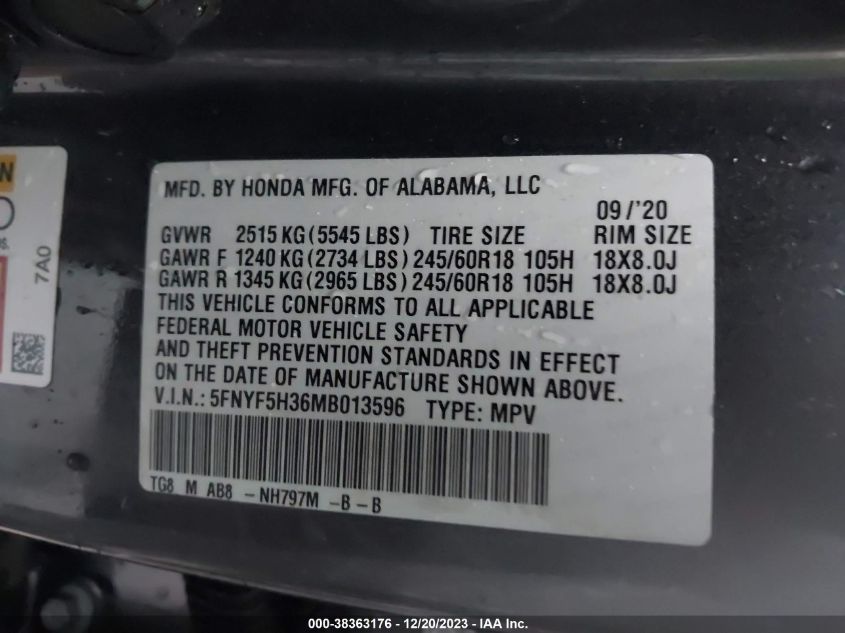 MFD. BY HONDA MFG. OF ALABAMA, LLC
09/'20
GVWR 2515 KG (5545 LBS) TIRE SIZE RIM SIZE
GAWR F 1240 KG (2734 LBS) 245/60R18 105H 18X8.0J
GAWR R 1345 KG (2965 LBS) 245/60R18 105H 18X8.0J
THIS VEHICLE CONFORMS TO ALL APPLICABLE
FEDERAL MOTOR VEHICLE SAFETY
AND THEFT PREVENTION STANDARDS IN EFFECT
ON THE DATE OF MANUFACTURE SHOWN ABOVE.
V.I.N.: 5FNYF5H36MB013596 TYPE: MPV
TG8 M AB8 - NH797M - B - B
7A0
000-38363176 - 12/20/2023 - IAA Inc.